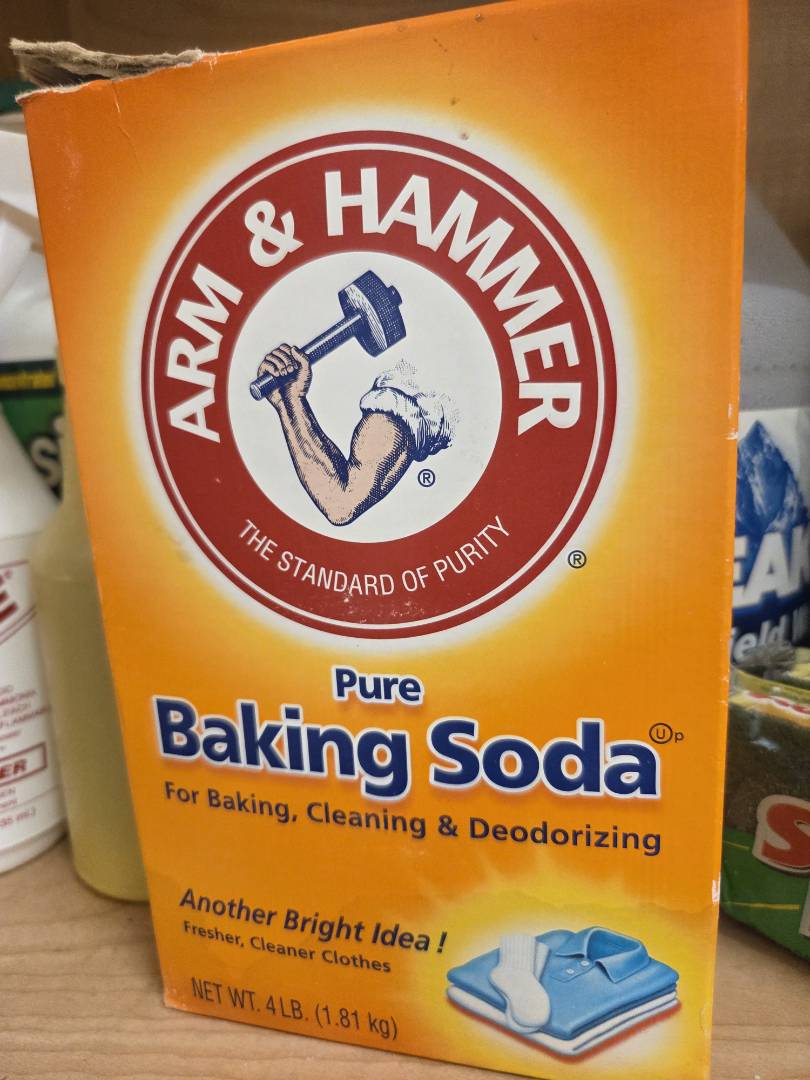 ARM & HAMMER
®
THE STANDARD OF PURITY
®
Pure
Baking Soda
Ⓤp
For Baking, Cleaning & Deodorizing
Another Bright Idea!
Fresher, Cleaner Clothes
NET WT. 4 LB. (1.81 kg)